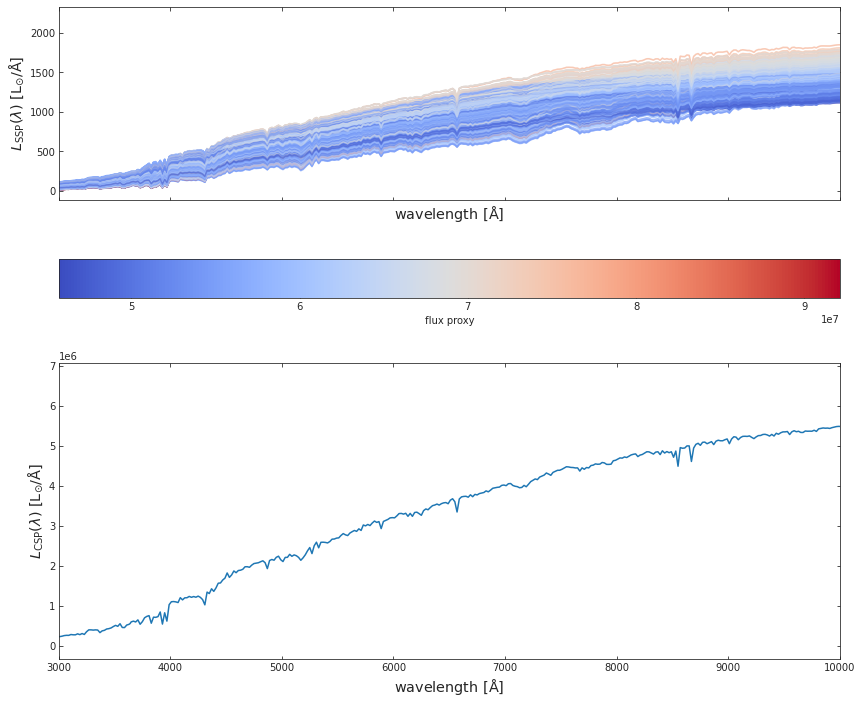 2000
1500
1000
500
0
L_SSP(λ) [L⊙/Å]
wavelength [Å]
5 6 7 8 9
1e7
flux proxy
1e6
7
6
5
4
3
2
1
0
L_CSP(λ) [L⊙/Å]
3000 4000 5000 6000 7000 8000 9000 10000
wavelength [Å]